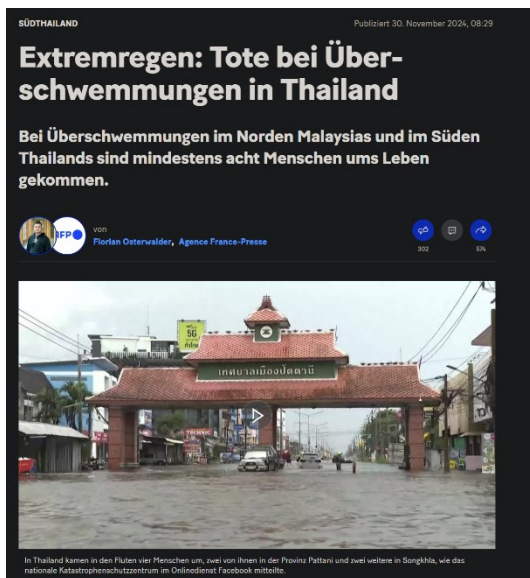 SÜDTHAILAND
Publiziert 30. November 2024, 08:29
Extremregen: Tote bei Über-
schwemmungen in Thailand
Bei Überschwemmungen im Norden Malaysias und im Süden
Thailands sind mindestens acht Menschen ums Leben
gekommen.
AFP
von
Florian Osterwalder, Agence France-Presse
302
574
5G
เทศบาลเมืองปัตตานี
TECHNIC
In Thailand kamen in den Fluten vier Menschen um, zwei von ihnen in der Provinz Pattani und zwei weitere in Songkhla, wie das
nationale Katastrophenschutzzentrum im Onlinedienst Facebook mitteilte.